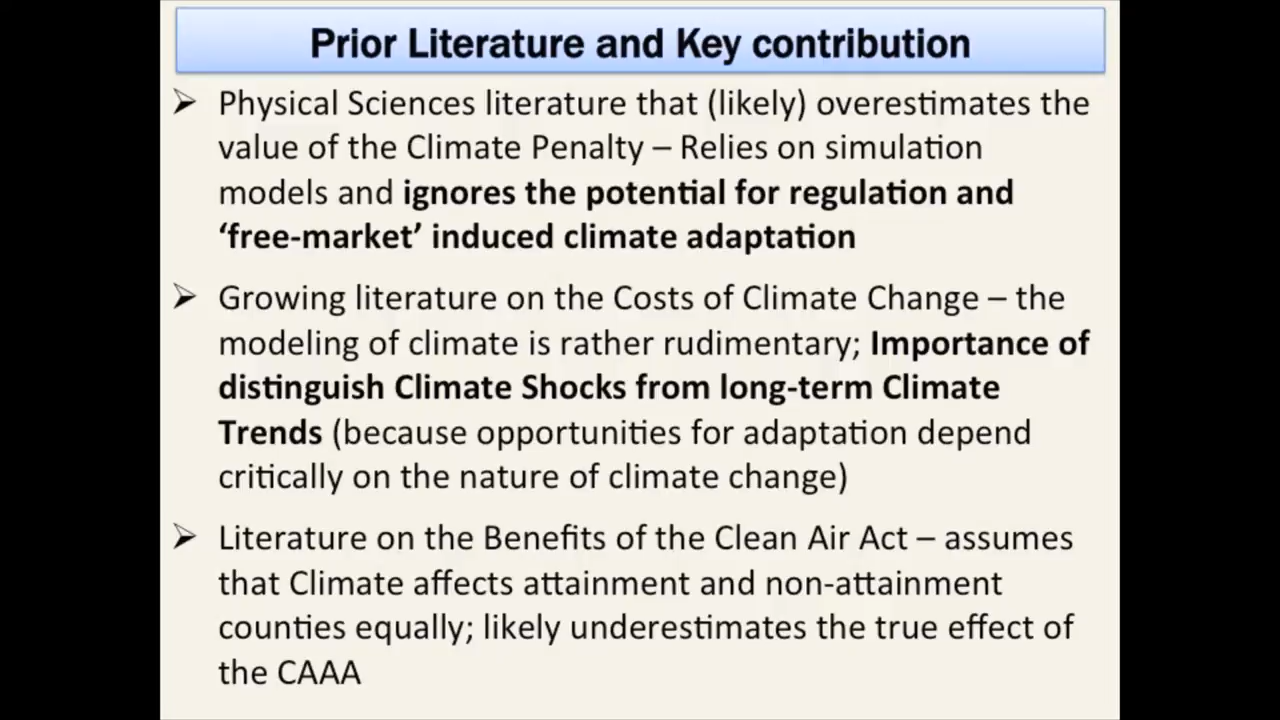 Prior Literature and Key contribution
➢ Physical Sciences literature that (likely) overestimates the
value of the Climate Penalty – Relies on simulation
models and ignores the potential for regulation and
‘free-market’ induced climate adaptation
➢ Growing literature on the Costs of Climate Change – the
modeling of climate is rather rudimentary; Importance of
distinguish Climate Shocks from long-term Climate
Trends (because opportunities for adaptation depend
critically on the nature of climate change)
➢ Literature on the Benefits of the Clean Air Act – assumes
that Climate affects attainment and non-attainment
counties equally; likely underestimates the true effect of
the CAAA